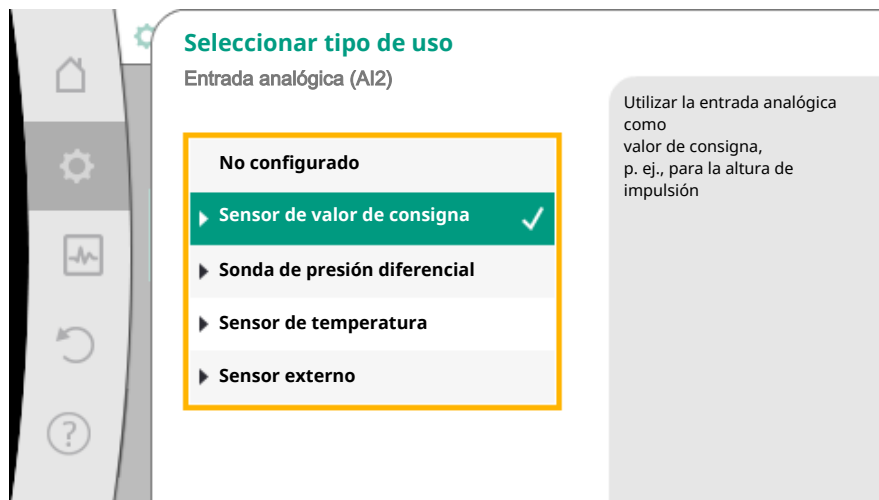 Seleccionar tipo de uso
Entrada analógica (AI2)
No configurado
Sensor de valor de consigna
Sonda de presión diferencial
Sensor de temperatura
Sensor externo
Utilizar la entrada analógica
como
valor de consigna,
p. ej., para la altura de
impulsión
?